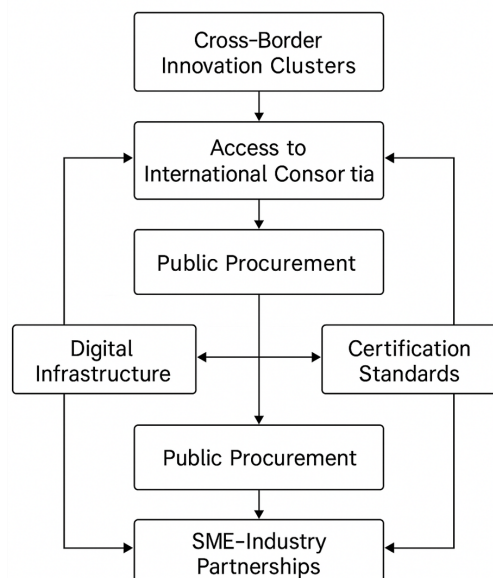 Cross-Border
Innovation Clusters
Access to
International Consor tia
Public Procurement
Digital
Infrastructure
Certification
Standards
Public Procurement
SME-Industry
Partnerships